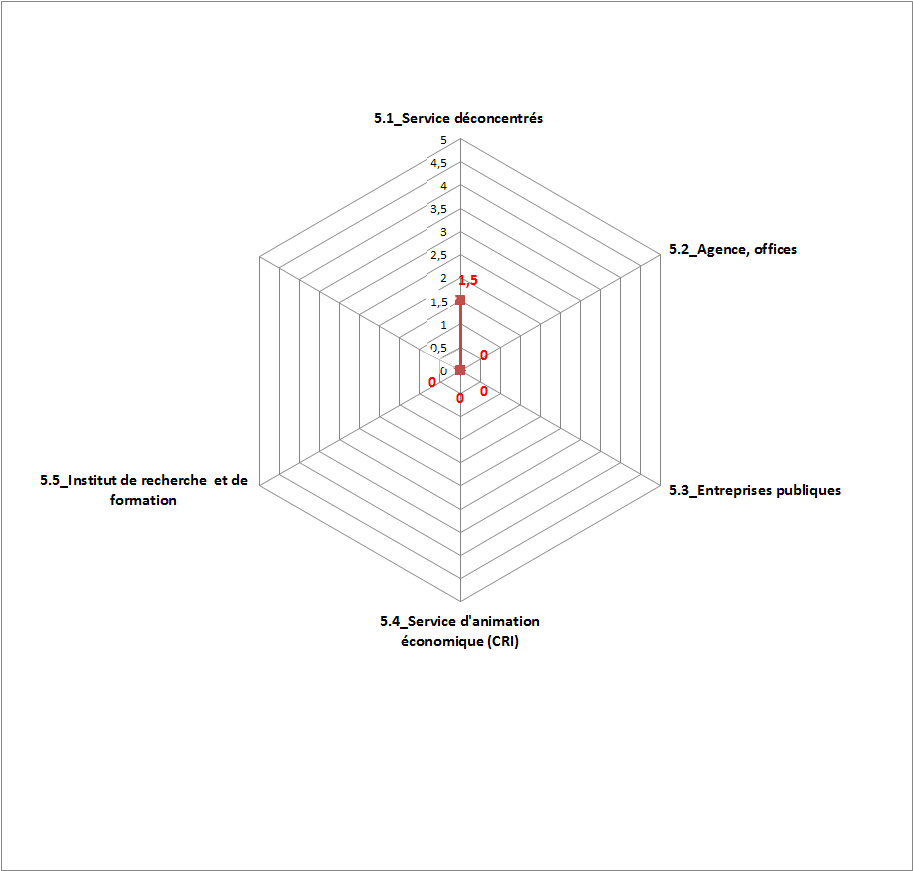 5.1_Service déconcentrés
5
4,5
4
3,5
3
2,5
2
1,5
1,5
1
0,5
0
0
0
0
0
5.2_Agence, offices
5.3_Entreprises publiques
5.4_Service d'animation
économique (CRI)
5.5_Institut de recherche et de
formation